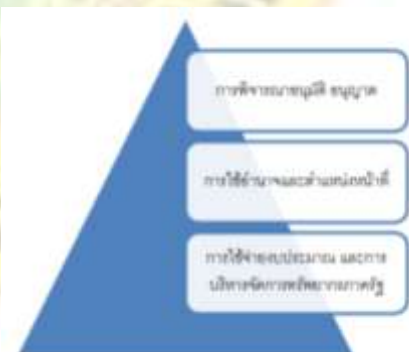 การพิจารณาอนุมัติ อนุญาต
การใช้อำนาจและตำแหน่งหน้าที่
การใช้จ่ายงบประมาณ และการ
บริหารจัดการทรัพยากรภาครัฐ